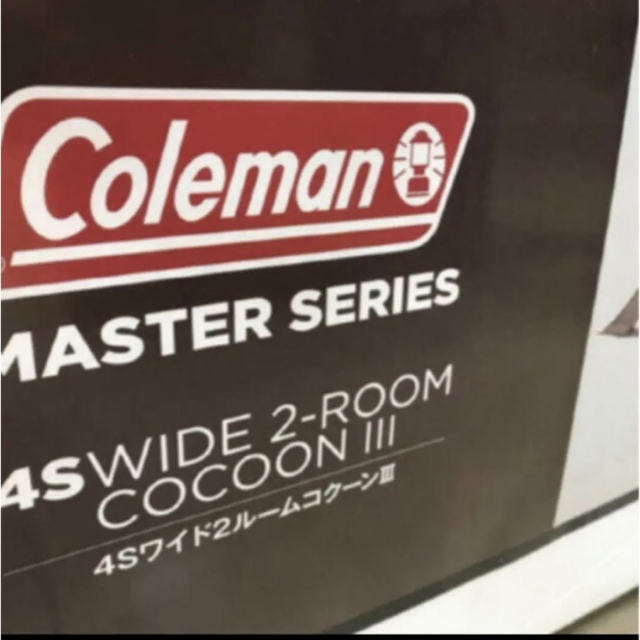 Coleman
MASTER SERIES
4S WIDE 2-ROOM
COCOON III
4Sワイド2ルームコクーンⅢ